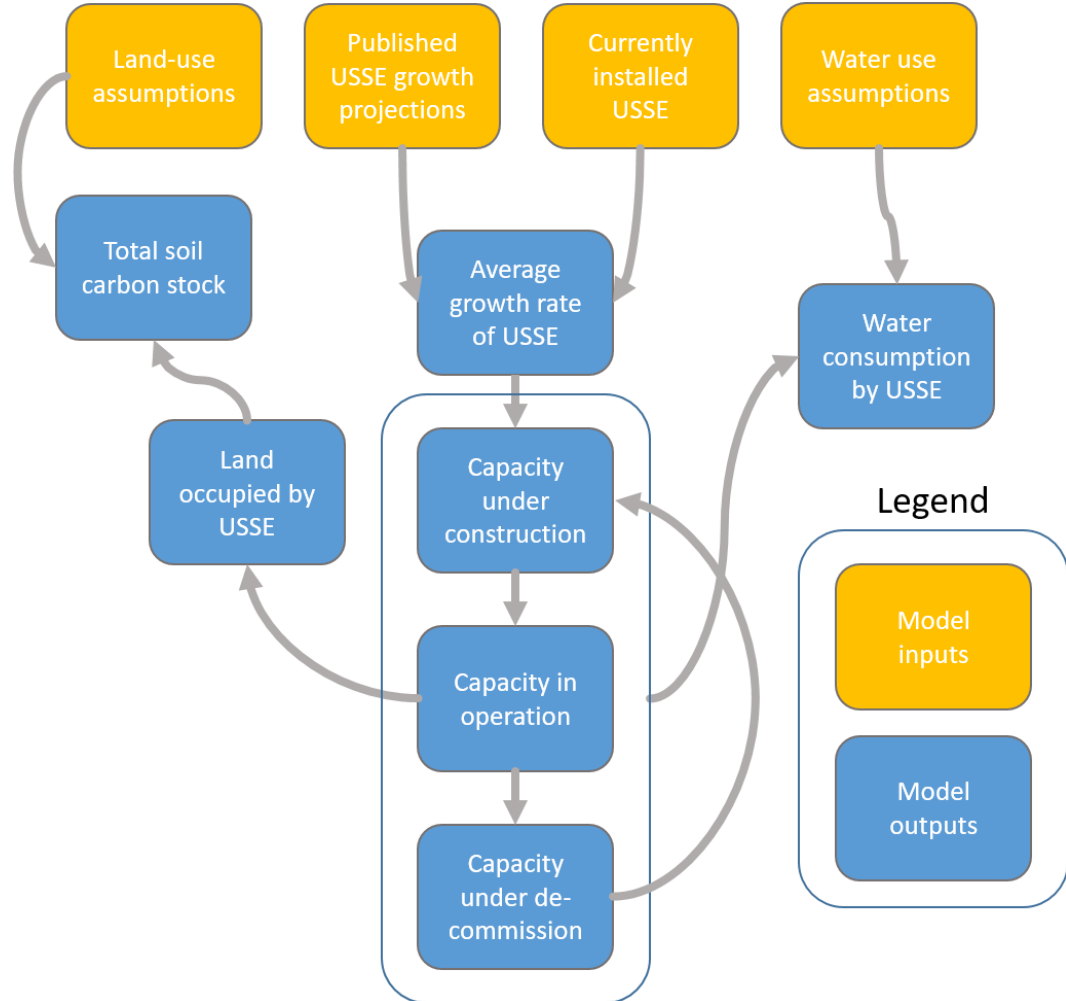 Land-use
assumptions
Published
USSE growth
projections
Currently
installed
USSE
Water use
assumptions
Total soil
carbon stock
Average
growth rate
of USSE
Water
consumption
by USSE
Land
occupied by
USSE
Capacity
under
construction
Capacity in
operation
Capacity
under de-
commission
Legend
Model
inputs
Model
outputs